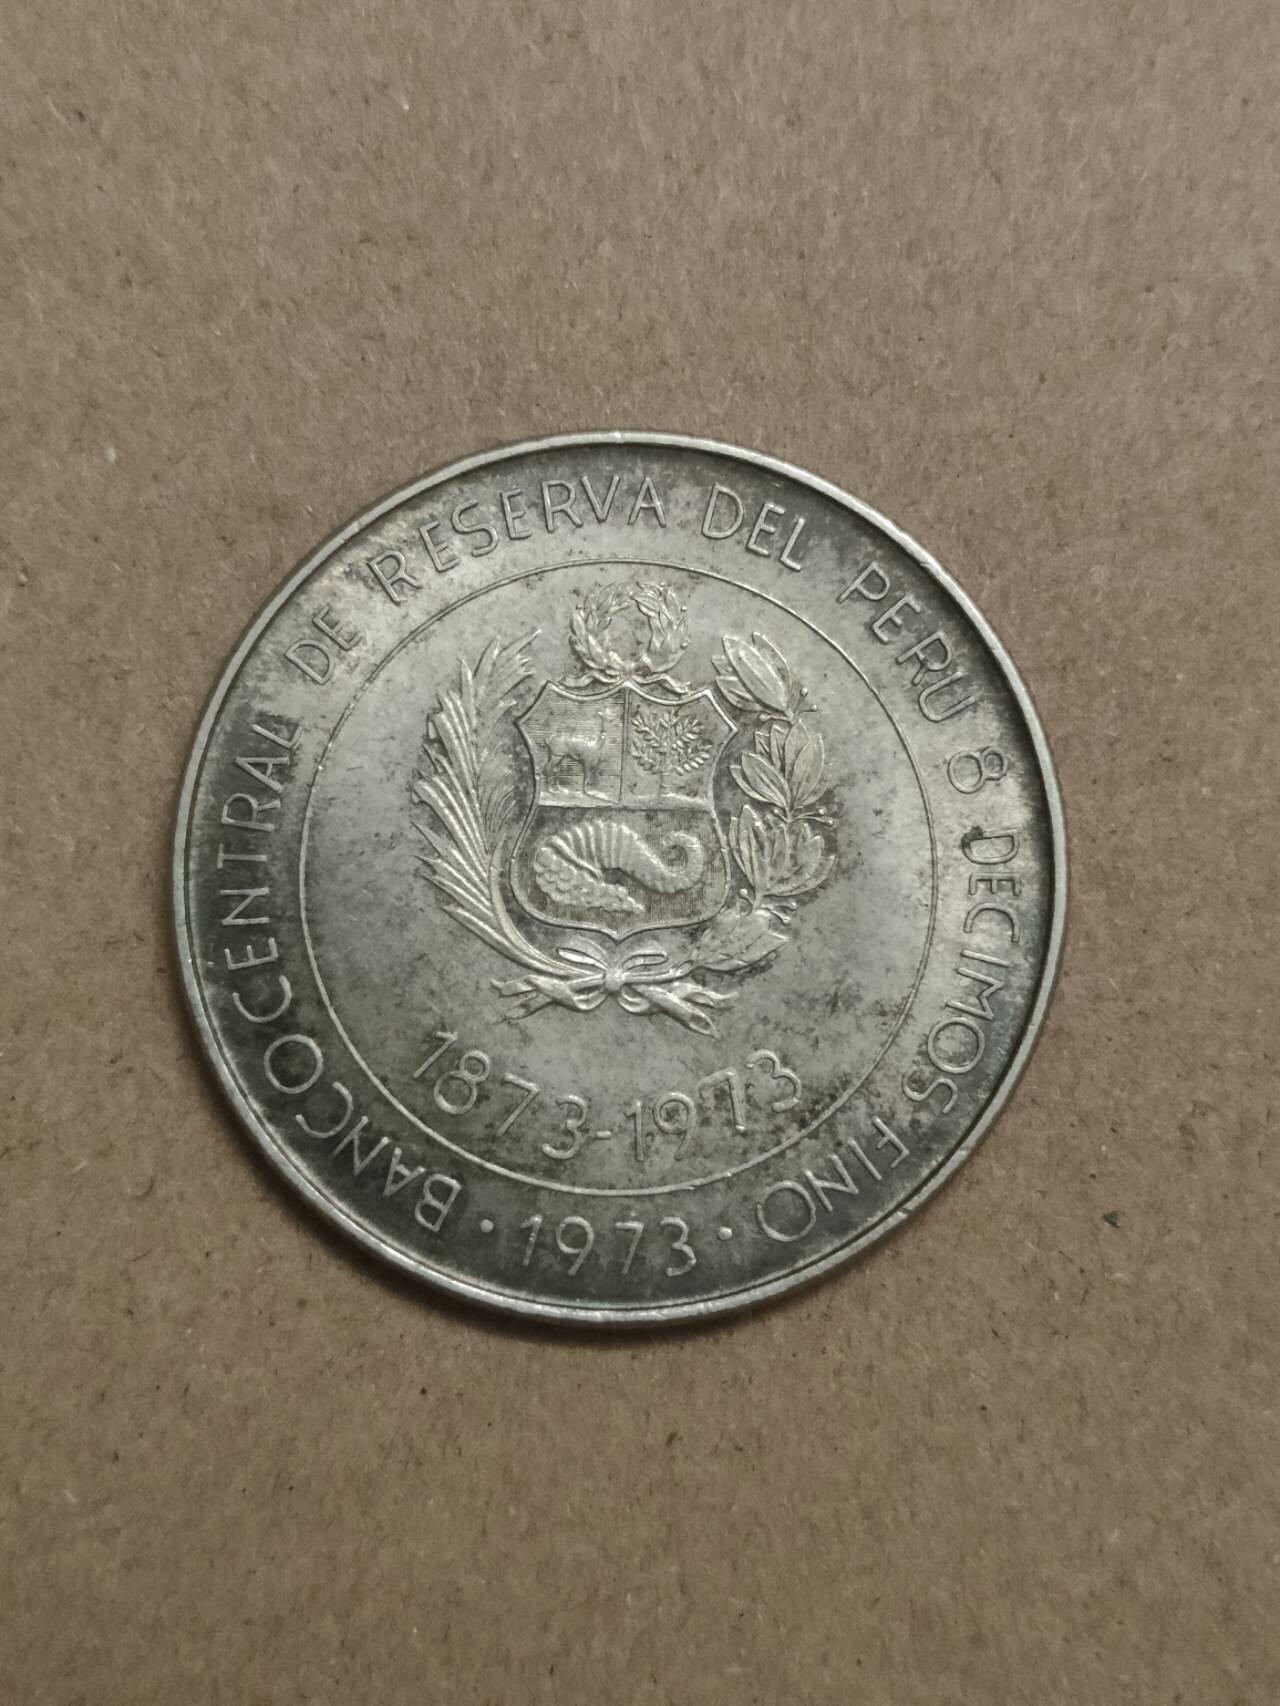 BANCO CENTRAL DE RESERVA DEL PERU 8 DECIMOS FINO
· 1973 ·
1873-1973